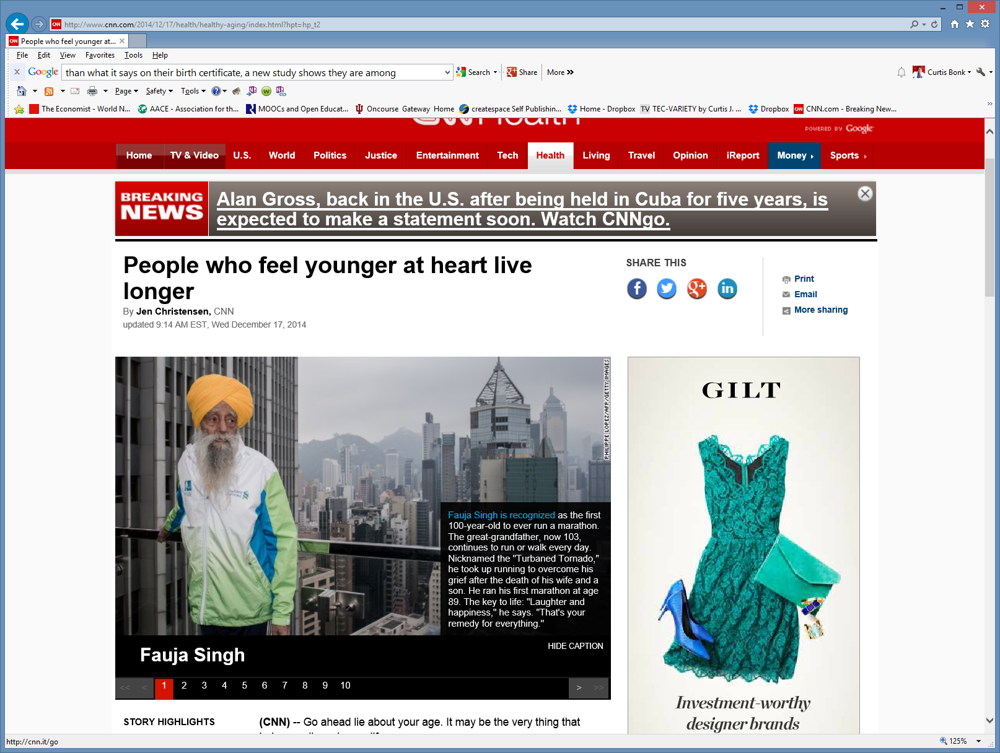 http://www.cnn.com/2014/12/17/health/healthy-aging/index.html?hpt=hp_t2
CNN People who feel younger at...
File Edit View Favorites Tools Help
x Google than what it says on their birth certificate, a new study shows they are among Search Share More » Curtis Bonk
Page Safety Tools
The Economist - World N... AACE - Association for th... MOOCs and Open Educat... Oncourse Gateway Home createspace Self Publishin... Home - Dropbox TV TEC-VARIETY by Curtis J. ... Dropbox CNN CNN.com - Breaking New...
POWERED BY Google
Home TV & Video U.S. World Politics Justice Entertainment Tech Health Living Travel Opinion iReport Money Sports
BREAKING NEWS
Alan Gross, back in the U.S. after being held in Cuba for five years, is
expected to make a statement soon. Watch CNNgo.
People who feel younger at heart live
longer
By Jen Christensen, CNN
updated 9:14 AM EST, Wed December 17, 2014
SHARE THIS
Print
Email
More sharing
PHILIPPE LOPEZ/AFP/GETTY IMAGES
Fauja Singh is recognized as the first
100-year-old to ever run a marathon.
The great-grandfather, now 103,
continues to run or walk every day.
Nicknamed the "Turbaned Tornado,"
he took up running to overcome his
grief after the death of his wife and a
son. He ran his first marathon at age
89. The key to life: "Laughter and
happiness," he says. "That's your
remedy for everything."
HIDE CAPTION
Fauja Singh
<< < 1 2 3 4 5 6 7 8 9 10 > >>
GILT
Investment-worthy
designer brands
STORY HIGHLIGHTS
(CNN) -- Go ahead lie about your age. It may be the very thing that
http://cnn.it/go
125%